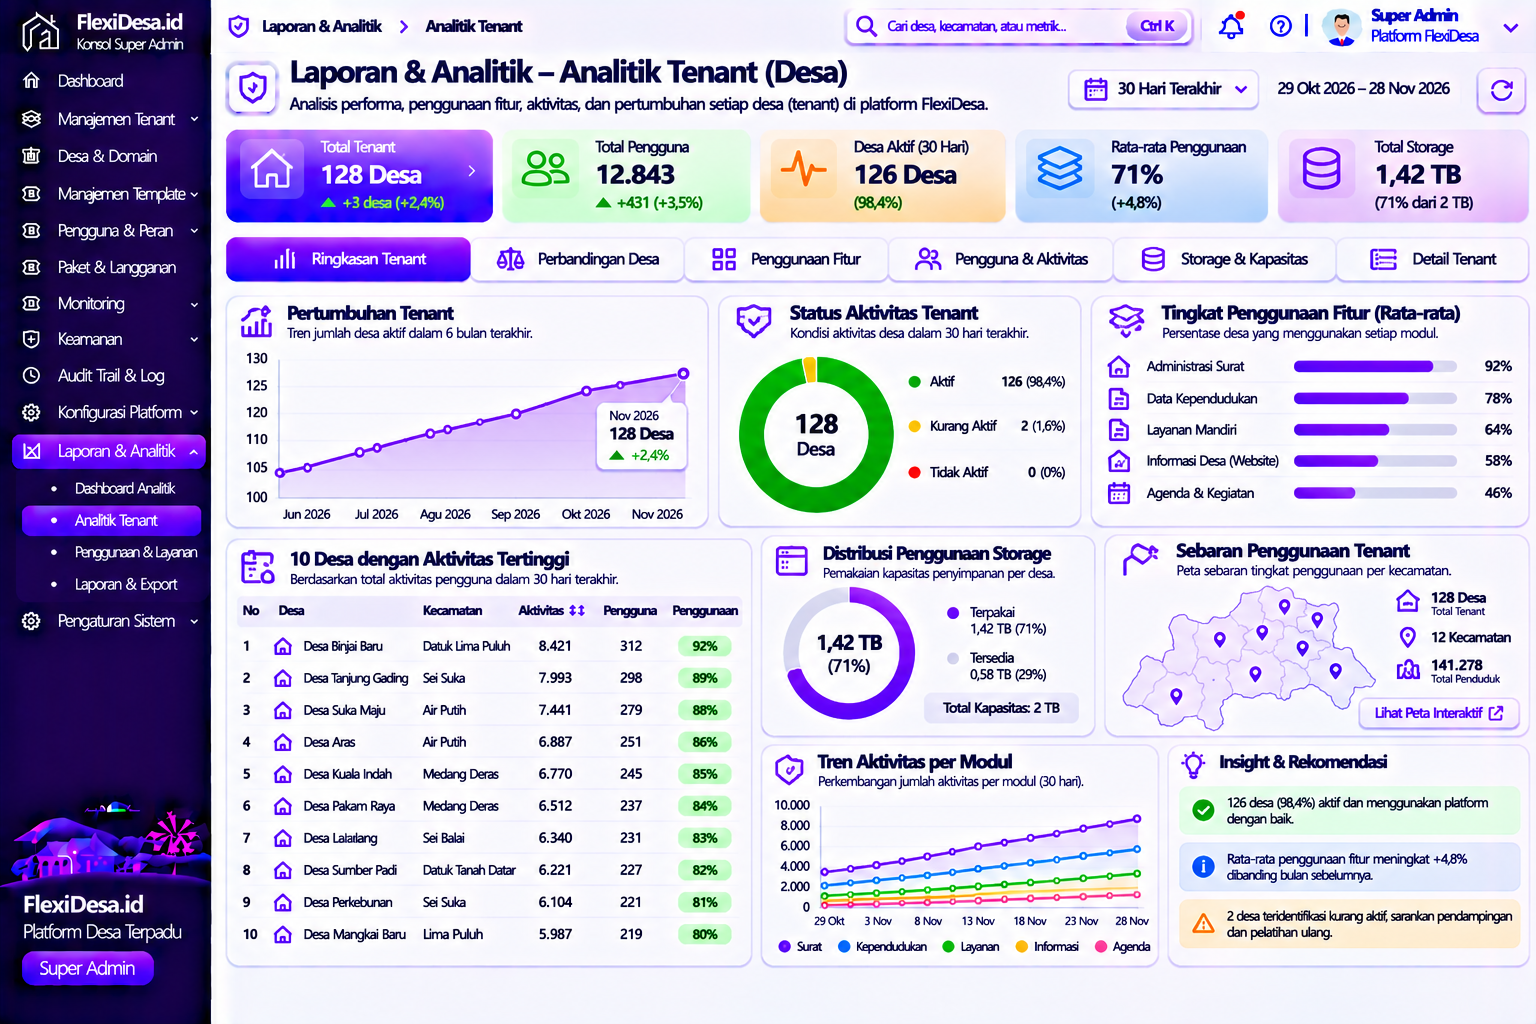 FlexiDesa.id
Konsol Super Admin
Dashboard
Manajemen Tenant
Desa & Domain
Manajemen Template
Pengguna & Peran
Paket & Langganan
Monitoring
Keamanan
Audit Trail & Log
Konfigurasi Platform
Laporan & Analitik
Dashboard Analitik
Analitik Tenant
Penggunaan & Layanan
Laporan & Export
Pengaturan Sistem
FlexiDesa.id
Platform Desa Terpadu
Super Admin
Laporan & Analitik > Analitik Tenant
Cari desa, kecamatan, atau metrik... Ctrl K
Super Admin
Platform FlexiDesa
Laporan & Analitik – Analitik Tenant (Desa)
Analisis performa, penggunaan fitur, aktivitas, dan pertumbuhan setiap desa (tenant) di platform FlexiDesa.
30 Hari Terakhir
29 Okt 2026 – 28 Nov 2026
Total Tenant
128 Desa
+3 desa (+2,4%)
Total Pengguna
12.843
+431 (+3,5%)
Desa Aktif (30 Hari)
126 Desa
(98,4%)
Rata-rata Penggunaan
71%
(+4,8%)
Total Storage
1,42 TB
(71% dari 2 TB)
Ringkasan Tenant
Perbandingan Desa
Penggunaan Fitur
Pengguna & Aktivitas
Storage & Kapasitas
Detail Tenant
Pertumbuhan Tenant
Tren jumlah desa aktif dalam 6 bulan terakhir.
130
125
120
110
105
100
Nov 2026
128 Desa
+2,4%
Jun 2026 Jul 2026 Agu 2026 Sep 2026 Okt 2026 Nov 2026
Status Aktivitas Tenant
Kondisi aktivitas desa dalam 30 hari terakhir.
128
Desa
Aktif 126 (98,4%)
Kurang Aktif 2 (1,6%)
Tidak Aktif 0 (0%)
Tingkat Penggunaan Fitur (Rata-rata)
Persentase desa yang menggunakan setiap modul.
Administrasi Surat 92%
Data Kependudukan 78%
Layanan Mandiri 64%
Informasi Desa (Website) 58%
Agenda & Kegiatan 46%
10 Desa dengan Aktivitas Tertinggi
Berdasarkan total aktivitas pengguna dalam 30 hari terakhir.
No Desa Kecamatan Aktivitas Pengguna Penggunaan
1 Desa Binjai Baru Datuk Lima Puluh 8.421 312 92%
2 Desa Tanjung Gading Sei Suka 7.993 298 89%
3 Desa Suka Maju Air Putih 7.441 279 88%
4 Desa Aras Air Putih 6.887 251 86%
5 Desa Kuala Indah Medang Deras 6.770 245 85%
6 Desa Pakam Raya Medang Deras 6.512 237 84%
7 Desa Sei Balai 6.340 231 83%
8 Desa Sumber Padi Datuk Tanah Datar 6.221 227 82%
9 Desa Perkebunan Sei Suka 6.104 221 81%
10 Desa Mangkai Baru Lima Puluh 5.987 219 80%
Distribusi Penggunaan Storage
Pemakaian kapasitas penyimpanan per desa.
1,42 TB
(71%)
Terpakai
1,42 TB (71%)
Tersedia
0,58 TB (29%)
Total Kapasitas: 2 TB
Sebaran Penggunaan Tenant
Peta sebaran tingkat penggunaan per kecamatan.
128 Desa
Total Tenant
12 Kecamatan
141.278
Total Penduduk
Lihat Peta Interaktif
Tren Aktivitas per Modul
Perkembangan jumlah aktivitas per modul (30 hari).
10.000
8.000
6.000
4.000
2.000
0
29 Okt 3 Nov 8 Nov 13 Nov 18 Nov 23 Nov 28 Nov
Surat Kependudukan Layanan Informasi Agenda
Insight & Rekomendasi
126 desa (98,4%) aktif dan menggunakan platform
dengan baik.
Rata-rata penggunaan fitur meningkat +4,8%
dibanding bulan sebelumnya.
2 desa teridentifikasi kurang aktif, sarankan pendampingan
dan pelatihan ulang.